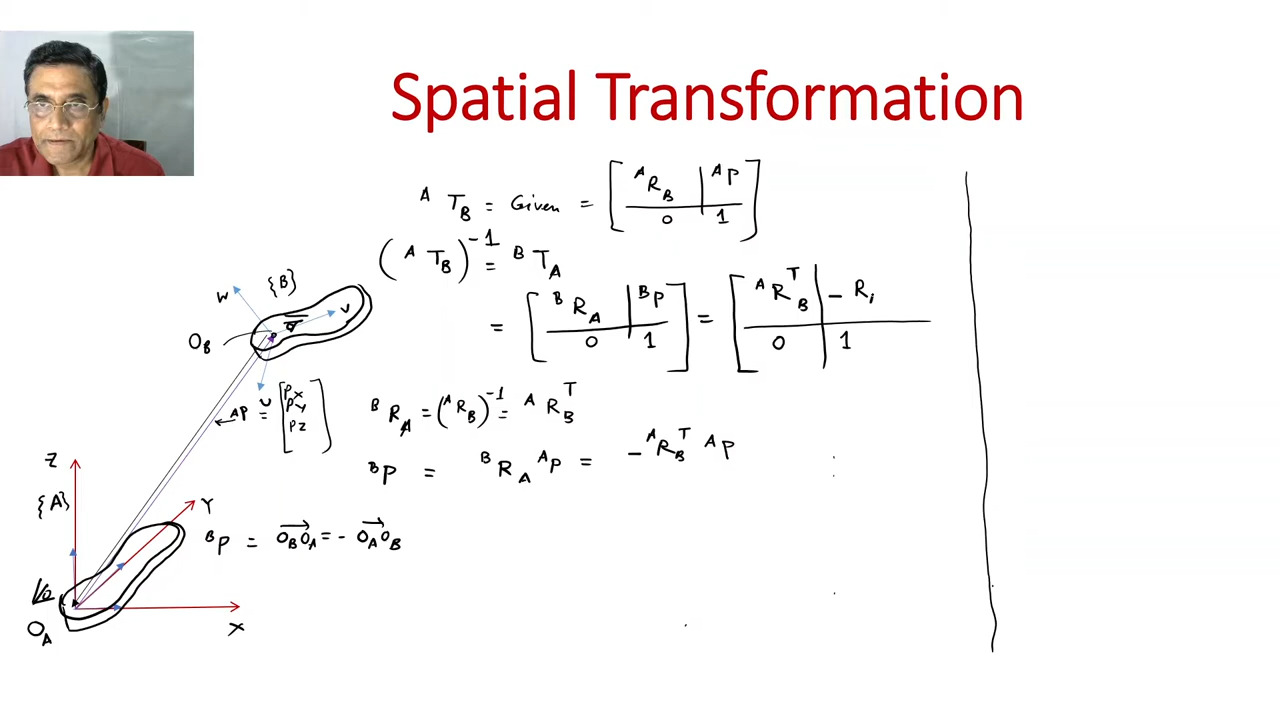 Spatial Transformation
ᴬT_B = Given = [ᴬR_B | ᴬP ; 0 | 1]
(ᴬT_B)⁻¹ = ᴮT_A
= [ᴮR_A | ᴮP ; 0 | 1] = [ᴬR_Bᵀ | - R, ; 0 | 1]
W {B} V
O_B
U
ᴬP = [Px Py Pz]
ᴮR_A = (ᴬR_B)⁻¹ = ᴬR_Bᵀ
ᴮP = ᴮR_A ᴬP = - ᴬR_Bᵀ ᴬP
Z
{A}
Y
ᴮP = O_BO_A = - O_AO_B
O_A
X